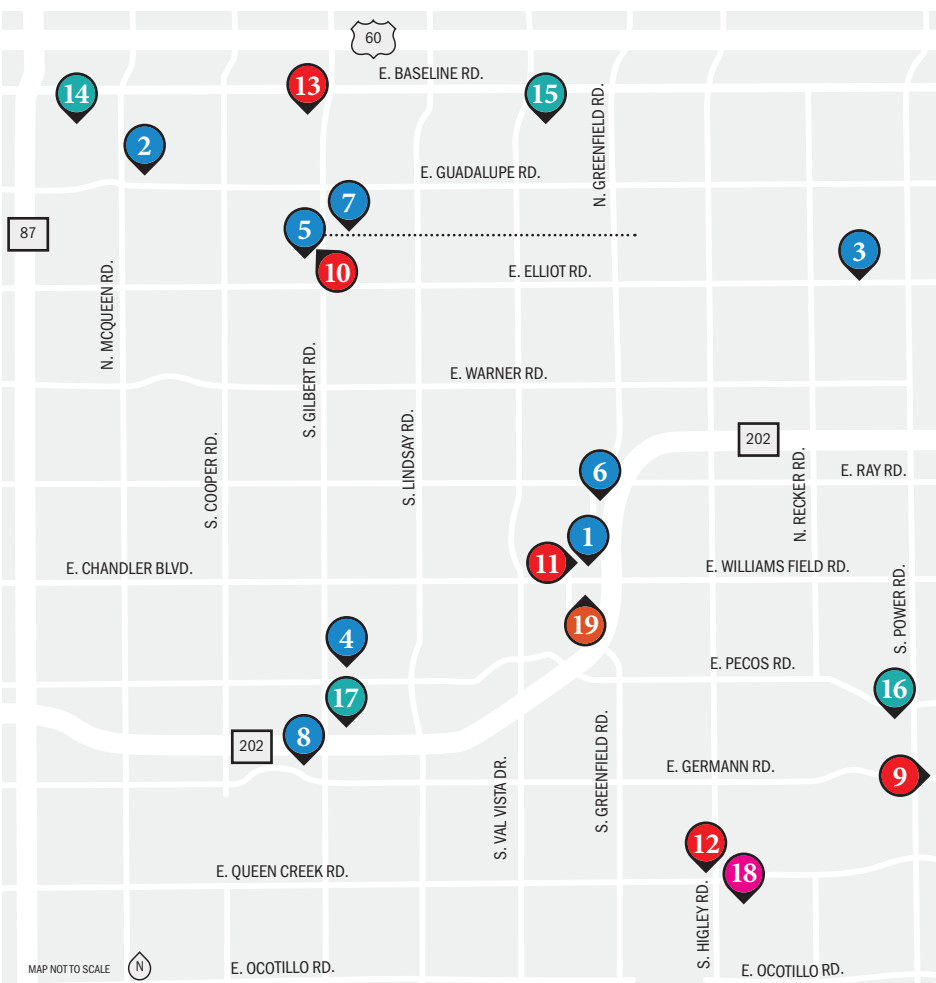 60
E. BASELINE RD.
13
14
15
N. GREENFIELD RD.
2
E. GUADALUPE RD.
7
5
87
3
10
E. ELLIOT RD.
N. MCQUEEN RD.
S. GILBERT RD.
E. WARNER RD.
S. LINDSAY RD.
S. COOPER RD.
202
N. RECKER RD.
6
E. RAY RD.
1
11
E. CHANDLER BLVD.
E. WILLIAMS FIELD RD.
S. POWER RD.
19
4
E. PECOS RD.
16
17
8
202
S. GREENFIELD RD.
E. GERMANN RD.
9
S. VAL VISTA DR.
12
E. QUEEN CREEK RD.
18
S. HIGLEY RD.
MAP NOT TO SCALE
N
E. OCOTILLO RD.
E. OCOTILLO RD.